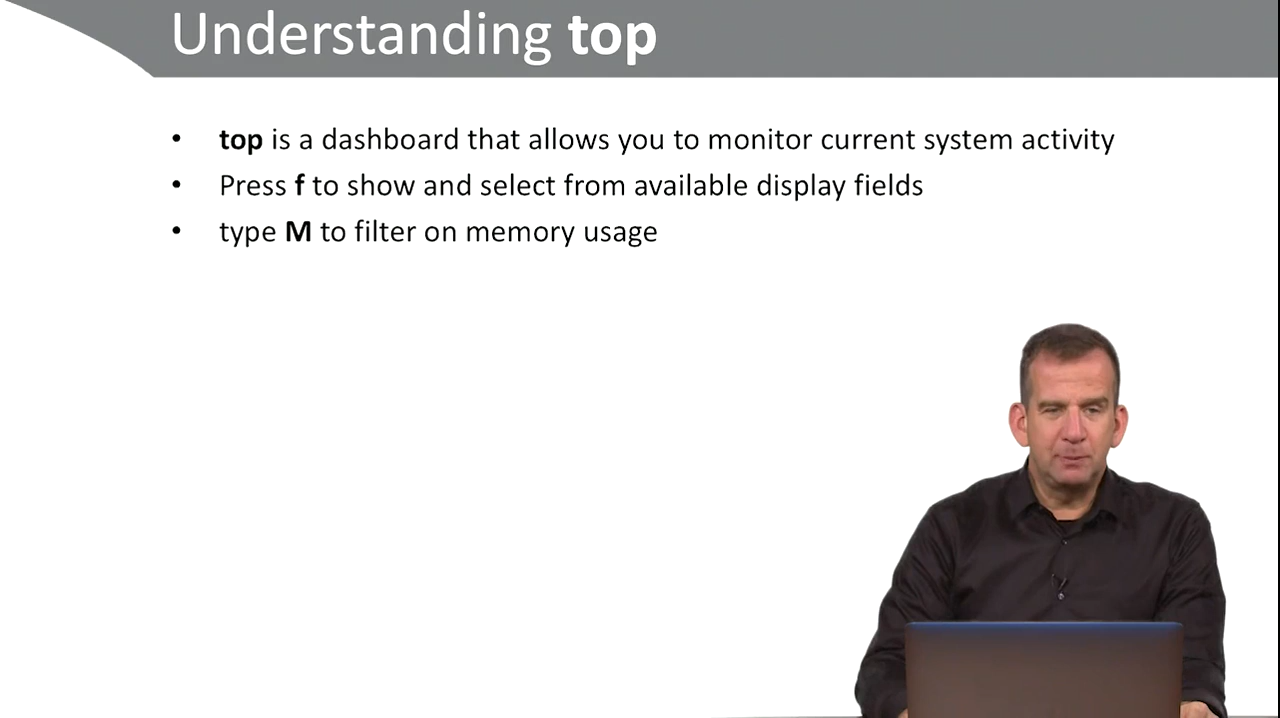 Understanding top
• top is a dashboard that allows you to monitor current system activity
• Press f to show and select from available display fields
• type M to filter on memory usage